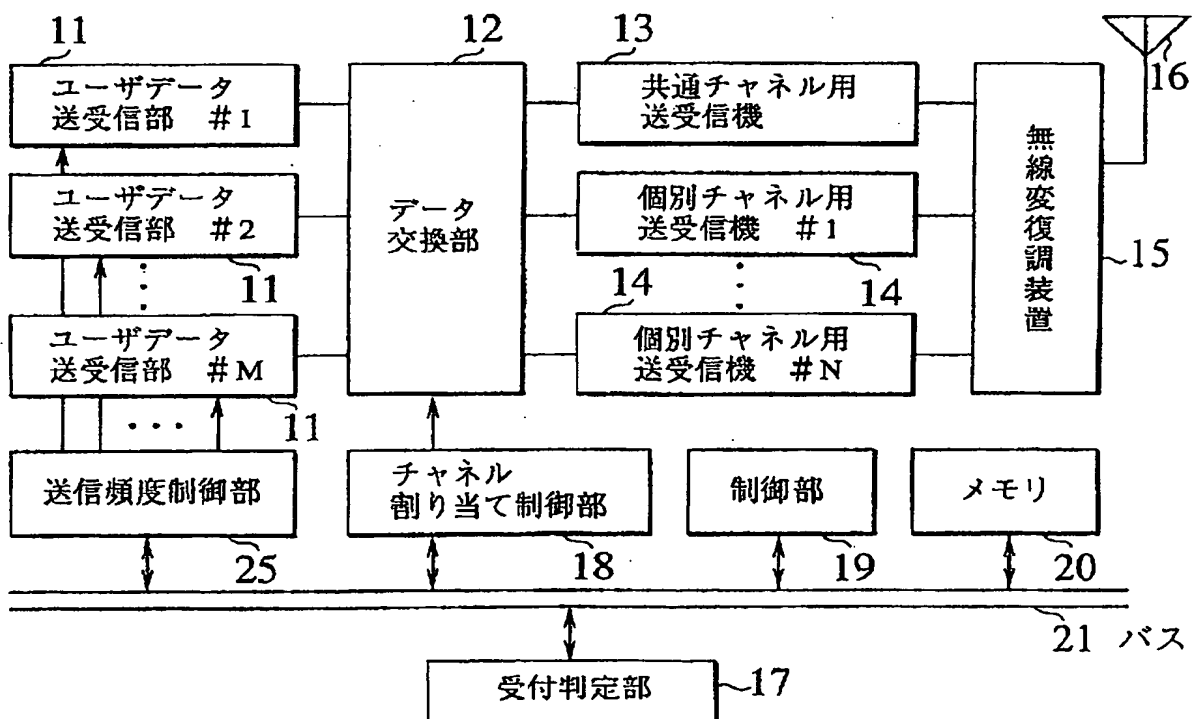 11
12
13
16
ユーザデータ
送受信部 #1
共通チャネル用
送受信機
ユーザデータ
送受信部 #2
11
データ
交換部
個別チャネル用
送受信機 #1
14
無線変復調装置
15
14
ユーザデータ
送受信部 #M
11
個別チャネル用
送受信機 #N
送信頻度制御部
25
チャネル
割り当て制御部
18
制御部
19
メモリ
20
21 バス
受付判定部
17